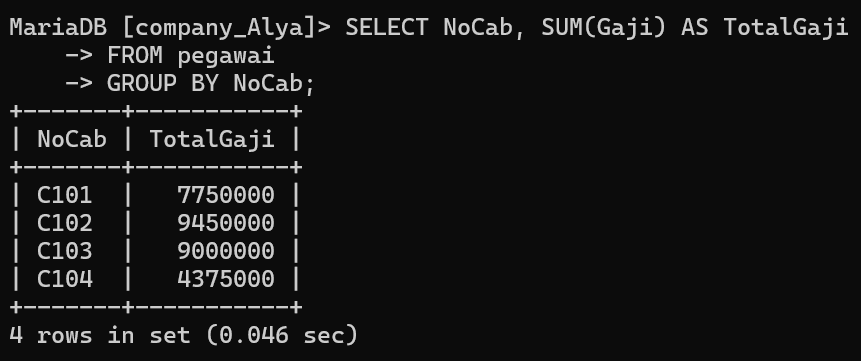 MariaDB [company_Alya]> SELECT NoCab, SUM(Gaji) AS TotalGaji
    -> FROM pegawai
    -> GROUP BY NoCab;
+-------+-----------+
| NoCab | TotalGaji |
+-------+-----------+
| C101  |   7750000 |
| C102  |   9450000 |
| C103  |   9000000 |
| C104  |   4375000 |
+-------+-----------+
4 rows in set (0.046 sec)